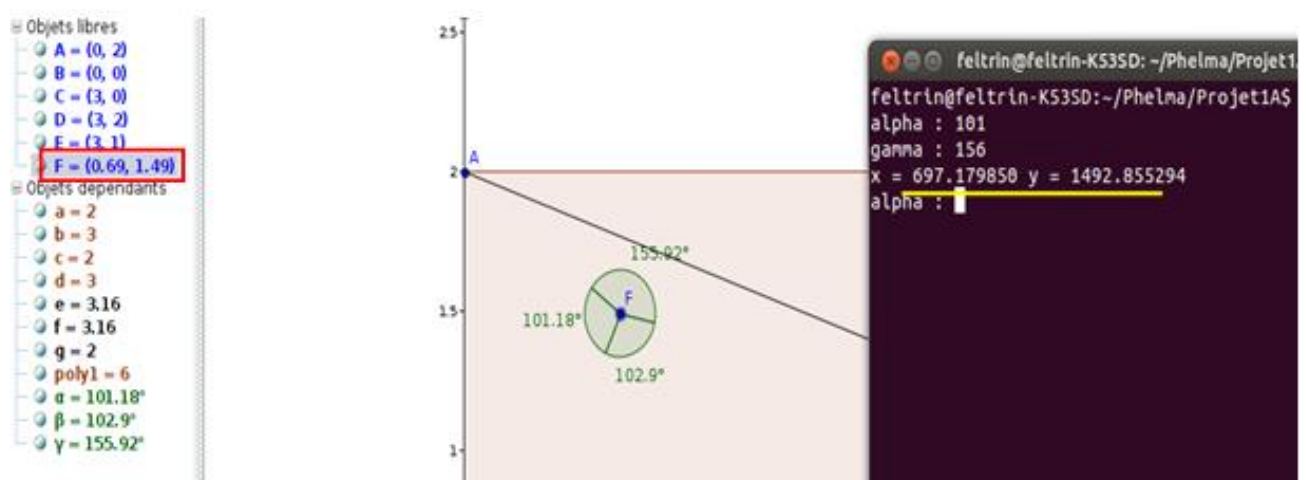 Objets libres
A = (0, 2)
B = (0, 0)
C = (3, 0)
D = (3, 2)
E = (3, 1)
F = (0.69, 1.49)
Objets dependants
a = 2
b = 3
c = 2
d = 3
e = 3.16
f = 3.16
g = 2
poly1 = 6
α = 101.18°
β = 102.9°
γ = 155.92°
2.5
2
1.5
1
A
155.92°
F
101.18°
102.9°
feltrin@feltrin-K53SD: ~/Phelma/Projet1
feltrin@feltrin-K53SD:~/Phelma/Projet1A$
alpha : 101
gamma : 156
x = 697.179850 y = 1492.855294
alpha :